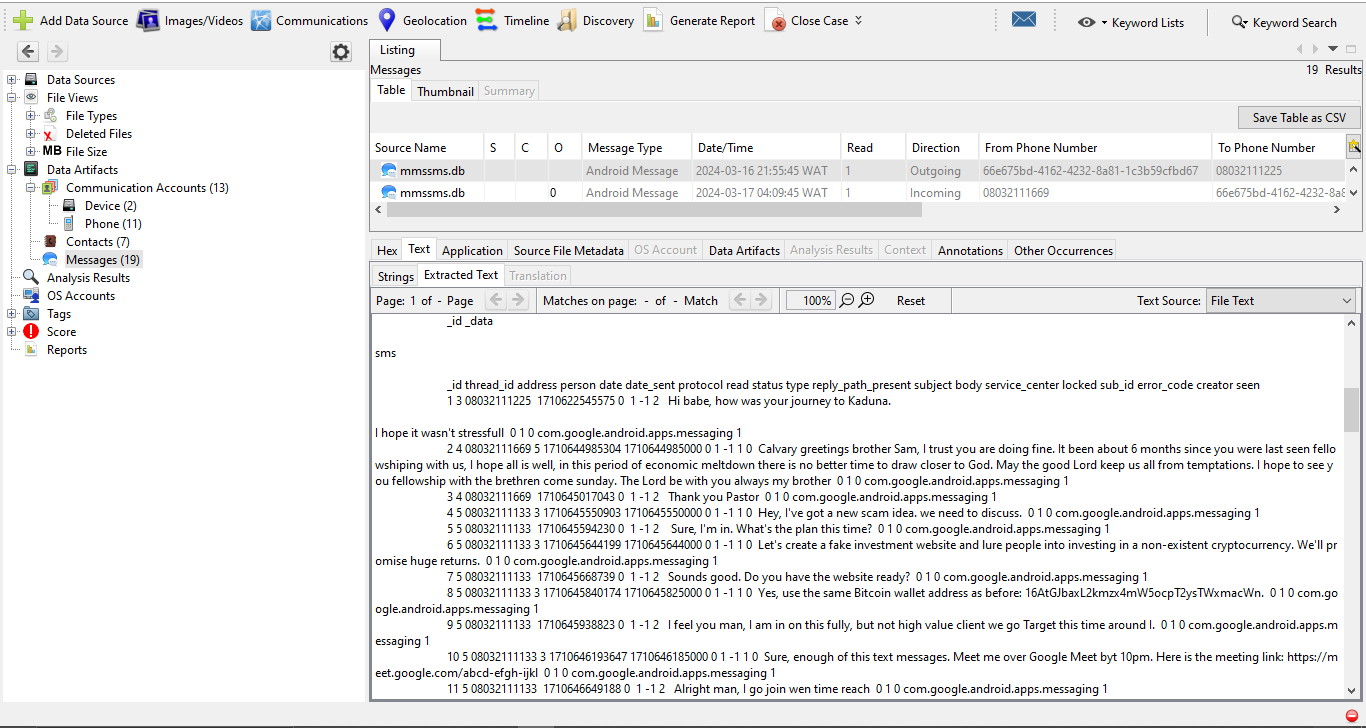 Add Data Source Images/Videos Communications Geolocation Timeline Discovery Generate Report Close Case Keyword Lists Keyword Search
Data Sources
File Views
File Types
Deleted Files
MB File Size
Data Artifacts
Communication Accounts (13)
Device (2)
Phone (11)
Contacts (7)
Messages (19)
Analysis Results
OS Accounts
Tags
Score
Reports
Listing
Messages 19 Results
Table Thumbnail Summary
Save Table as CSV
Source Name S C O Message Type Date/Time Read Direction From Phone Number To Phone Number
mmssms.db Android Message 2024-03-16 21:55:45 WAT 1 Outgoing 66e675bd-4162-4232-8a81-1c3b59cfbd67 08032111225
mmssms.db 0 Android Message 2024-03-17 04:09:45 WAT 1 Incoming 08032111669 66e675bd-4162-4232-8a8
Hex Text Application Source File Metadata OS Account Data Artifacts Analysis Results Context Annotations Other Occurrences
Strings Extracted Text Translation
Page: 1 of - Page Matches on page: - of - Match 100% Reset Text Source: File Text
_id _data
sms
_id thread_id address person date date_sent protocol read status type reply_path_present subject body service_center locked sub_id error_code creator seen
1 3 08032111225 1710622545575 0 1 -1 2 Hi babe, how was your journey to Kaduna.
I hope it wasn't stressfull 0 1 0 com.google.android.apps.messaging 1
2 4 08032111669 5 1710644985304 1710644985000 0 1 -1 1 0 Calvary greetings brother Sam, I trust you are doing fine. It been about 6 months since you were last seen fello
wshiping with us, I hope all is well, in this period of economic meltdown there is no better time to draw closer to God. May the good Lord keep us all from temptations. I hope to see y
ou fellowship with the brethren come sunday. The Lord be with you always my brother 0 1 0 com.google.android.apps.messaging 1
3 4 08032111669 1710645017043 0 1 -1 2 Thank you Pastor 0 1 0 com.google.android.apps.messaging 1
4 5 08032111133 3 1710645550903 1710645550000 0 1 -1 1 0 Hey, I've got a new scam idea. we need to discuss. 0 1 0 com.google.android.apps.messaging 1
5 5 08032111133 1710645594230 0 1 -1 2 Sure, I'm in. What's the plan this time? 0 1 0 com.google.android.apps.messaging 1
6 5 08032111133 3 1710645644199 1710645644000 0 1 -1 1 0 Let's create a fake investment website and lure people into investing in a non-existent cryptocurrency. We'll pr
omise huge returns. 0 1 0 com.google.android.apps.messaging 1
7 5 08032111133 1710645668739 0 1 -1 2 Sounds good. Do you have the website ready? 0 1 0 com.google.android.apps.messaging 1
8 5 08032111133 3 1710645840174 1710645825000 0 1 -1 1 0 Yes, use the same Bitcoin wallet address as before: 16AtGJbaxL2kmzx4mW5ocpT2ysTWxmacWn. 0 1 0 com.go
ogle.android.apps.messaging 1
9 5 08032111133 1710645938823 0 1 -1 2 I feel you man, I am in on this fully, but not high value client we go Target this time around l. 0 1 0 com.google.android.apps.m
essaging 1
10 5 08032111133 3 1710646193647 1710646185000 0 1 -1 1 0 Sure, enough of this text messages. Meet me over Google Meet byt 10pm. Here is the meeting link: https://m
eet.google.com/abcd-efgh-ijkl 0 1 0 com.google.android.apps.messaging 1
11 5 08032111133 1710646649188 0 1 -1 2 Alright man, I go join wen time reach 0 1 0 com.google.android.apps.messaging 1